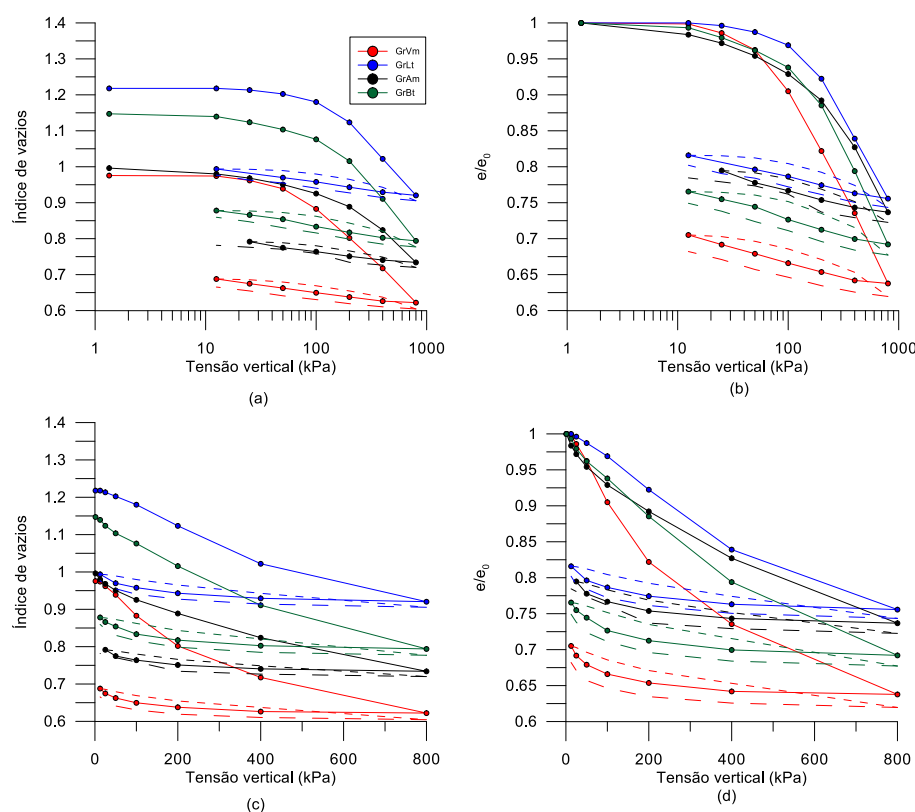 1.4
1.3
1.2
1.1
1
0.9
0.8
0.7
0.6
Índice de vazios
GrVm
GrLt
GrAm
GrBt
1 10 100 1000
Tensão vertical (kPa)
(a)
1
0.95
0.9
0.85
0.8
0.75
0.7
0.65
0.6
e/e0
1 10 100 1000
Tensão vertical (kPa)
(b)
1.4
1.3
1.2
1.1
1
0.9
0.8
0.7
0.6
Índice de vazios
0 200 400 600 800
Tensão vertical (kPa)
(c)
1
0.95
0.9
0.85
0.8
0.75
0.7
0.65
0.6
e/e0
0 200 400 600 800
Tensão vertical (kPa)
(d)